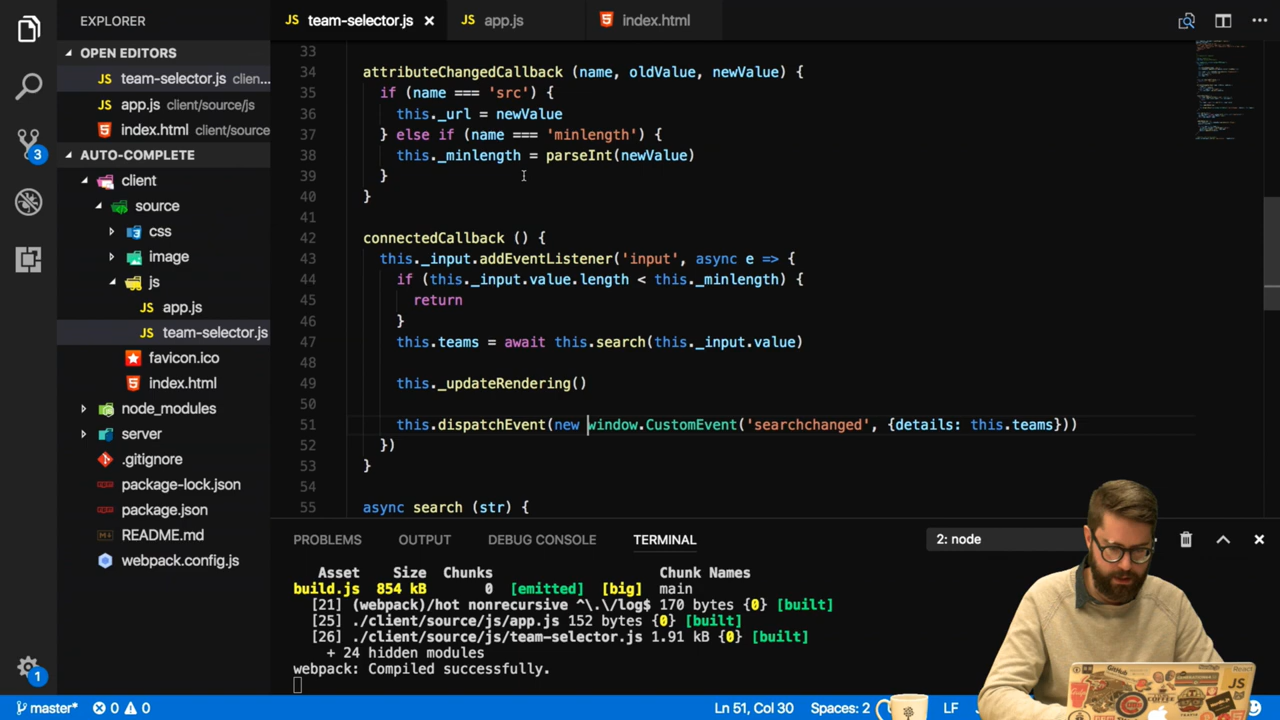 EXPLORER
OPEN EDITORS
JS team-selector.js clien...
JS app.js client/source/js
index.html client/source
AUTO-COMPLETE
client
source
css
image
js
JS app.js
JS team-selector.js
favicon.ico
index.html
node_modules
server
.gitignore
package-lock.json
package.json
README.md
webpack.config.js
3
1
JS team-selector.js × JS app.js index.html
33
34 attributeChangedCallback (name, oldValue, newValue) {
35 if (name === 'src') {
36 this._url = newValue
37 } else if (name === 'minlength') {
38 this._minlength = parseInt(newValue)
39 }
40 }
41
42 connectedCallback () {
43 this._input.addEventListener('input', async e => {
44 if (this._input.value.length < this._minlength) {
45 return
46 }
47 this.teams = await this.search(this._input.value)
48
49 this._updateRendering()
50
51 this.dispatchEvent(new window.CustomEvent('searchchanged', {details: this.teams}))
52 })
53 }
54
55 async search (str) {
PROBLEMS OUTPUT DEBUG CONSOLE TERMINAL 2: node
Asset Size Chunks Chunk Names
build.js 854 kB 0 [emitted] [big] main
[21] (webpack)/hot nonrecursive ^\.\/log$ 170 bytes {0} [built]
[25] ./client/source/js/app.js 152 bytes {0} [built]
[26] ./client/source/js/team-selector.js 1.91 kB {0} [built]
+ 24 hidden modules
webpack: Compiled successfully.
master* 0 0 Ln 51, Col 30 Spaces: 2 LF
GitHub
React
JS